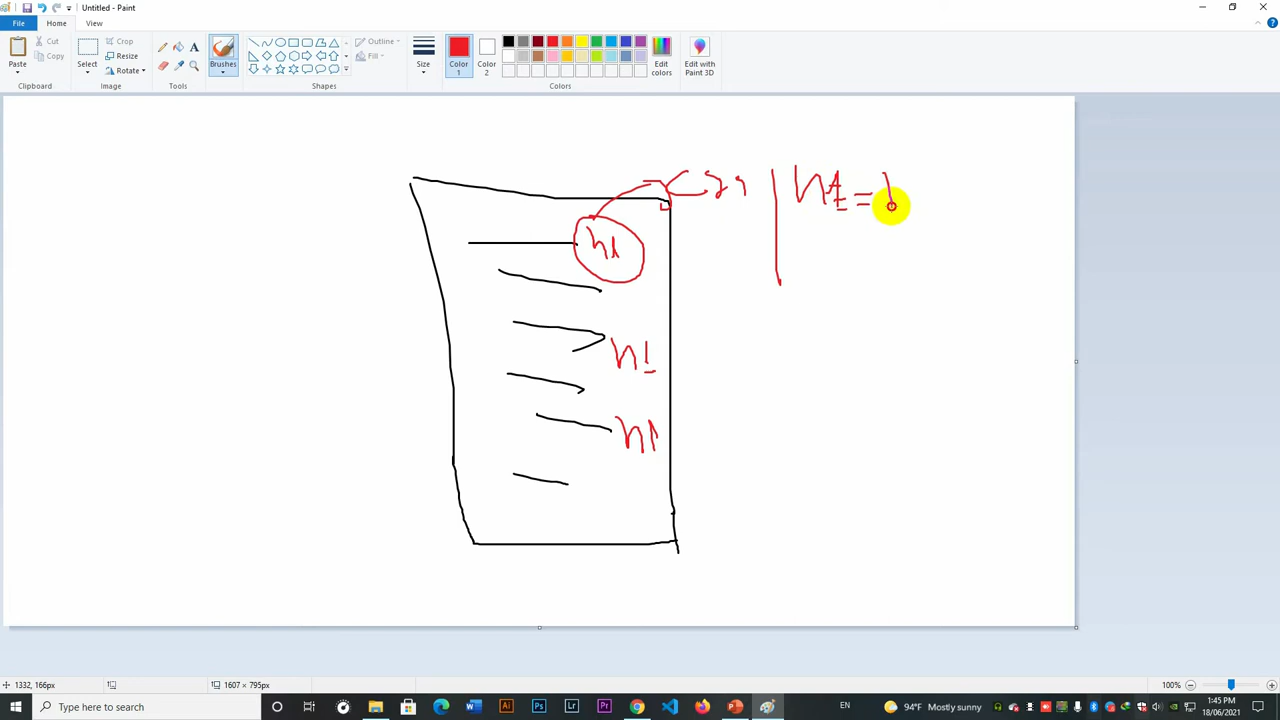 Untitled - Paint
File
Home
View
Paste
Cut
Copy
Clipboard
Select
Crop
Resize
Rotate
Image
Tools
Brushes
Shapes
Outline
Fill
Size
Color 1
Color 2
Edit colors
Edit with Paint 3D
Colors
h1
h1
h1
1332, 166px
1607 × 795px
100%
Type here to search
EN
94°F Mostly sunny
1:45 PM
18/06/2021